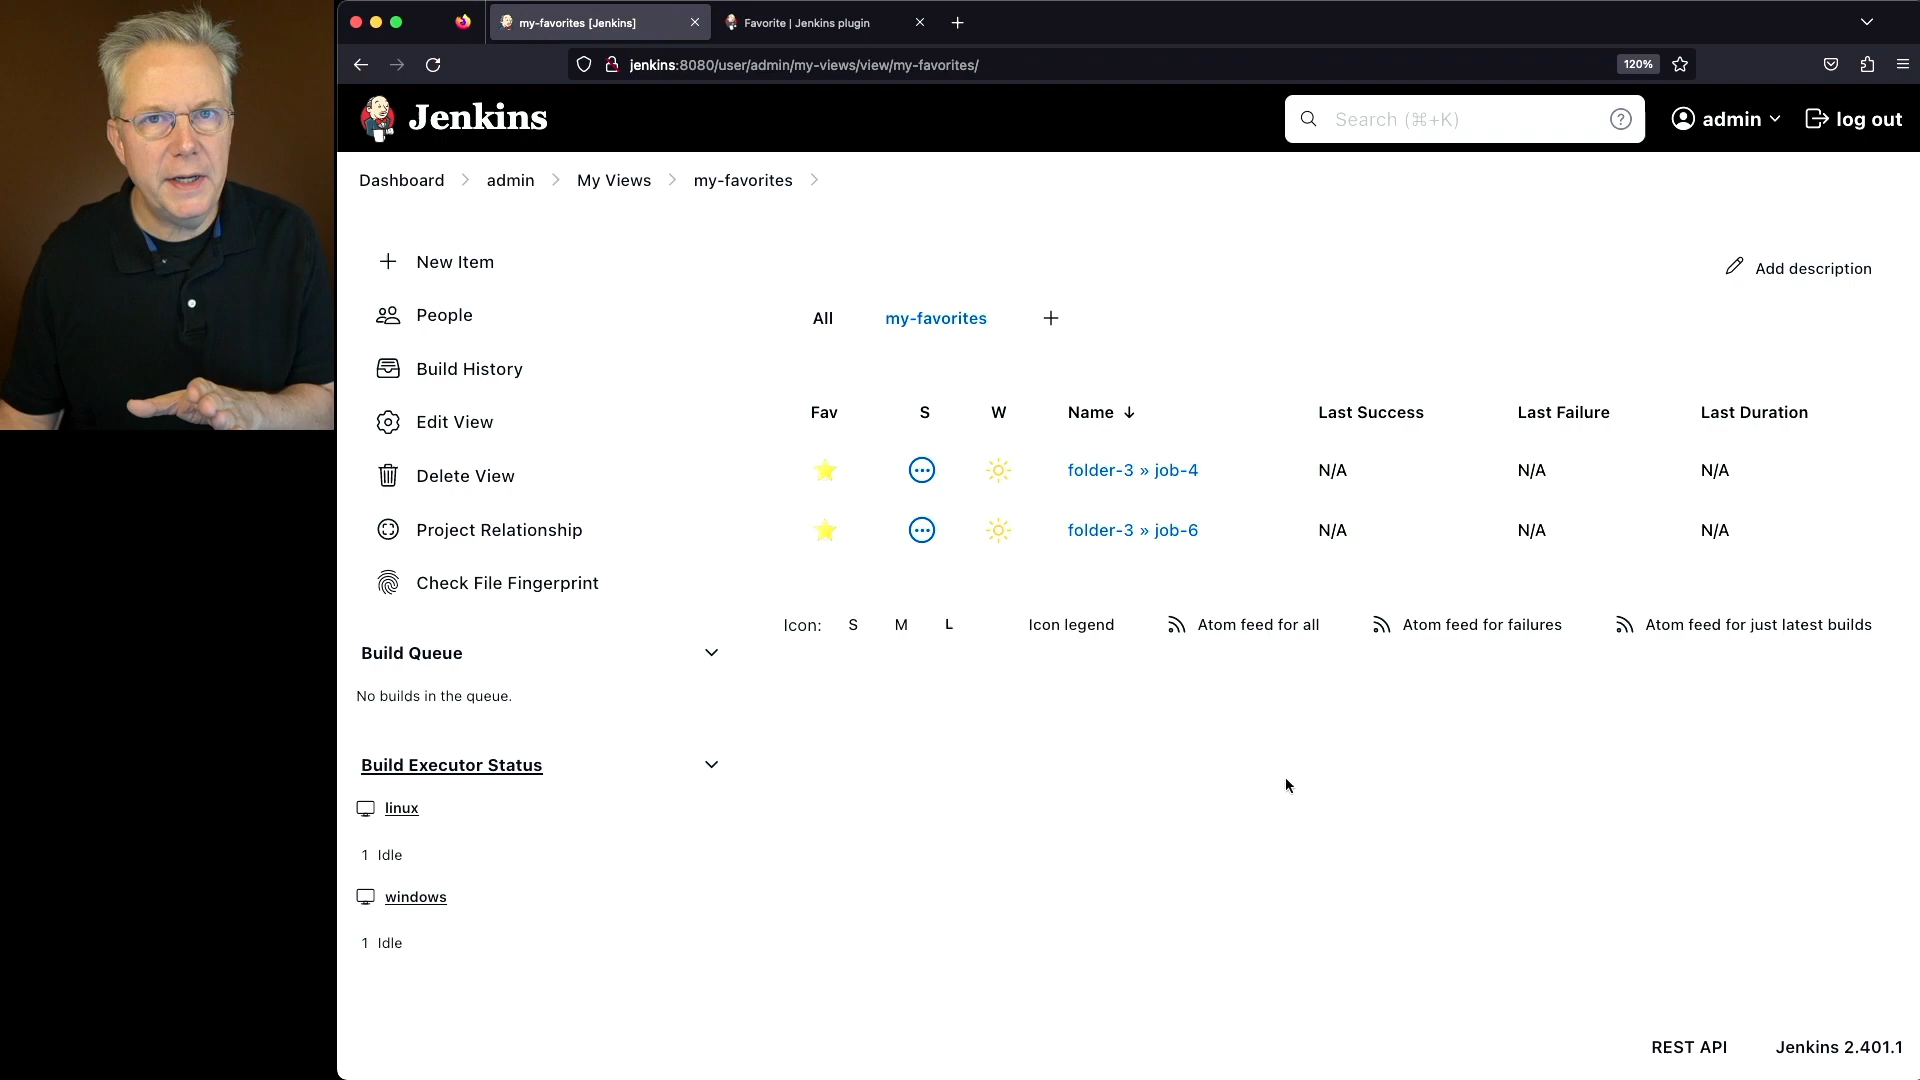 my-favorites [Jenkins]
Favorite | Jenkins plugin
jenkins:8080/user/admin/my-views/view/my-favorites/
120%
Jenkins
Search (⌘+K)
?
admin
log out
Dashboard
admin
My Views
my-favorites
New Item
People
Build History
Edit View
Delete View
Project Relationship
Check File Fingerprint
Add description
All
my-favorites
+
Fav S W Name ↓ Last Success Last Failure Last Duration
folder-3 » job-4 N/A N/A N/A
folder-3 » job-6 N/A N/A N/A
Icon: S M L
Icon legend
Atom feed for all
Atom feed for failures
Atom feed for just latest builds
Build Queue
No builds in the queue.
Build Executor Status
linux
1 Idle
windows
1 Idle
REST API
Jenkins 2.401.1